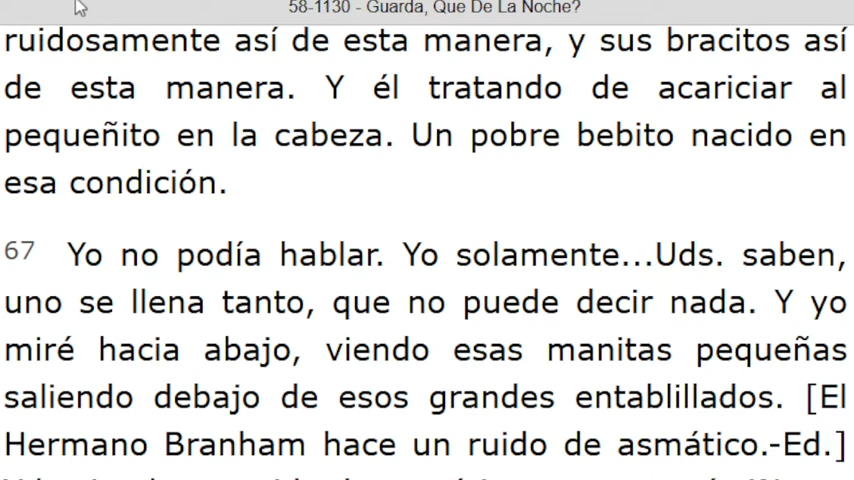 58-1130 - Guarda, Que De La Noche?
ruidosamente así de esta manera, y sus bracitos así
de esta manera. Y él tratando de acariciar al
pequeñito en la cabeza. Un pobre bebito nacido en
esa condición.
67 Yo no podía hablar. Yo solamente...Uds. saben,
uno se llena tanto, que no puede decir nada. Y yo
miré hacia abajo, viendo esas manitas pequeñas
saliendo debajo de esos grandes entablillados. [El
Hermano Branham hace un ruido de asmático.-Ed.]